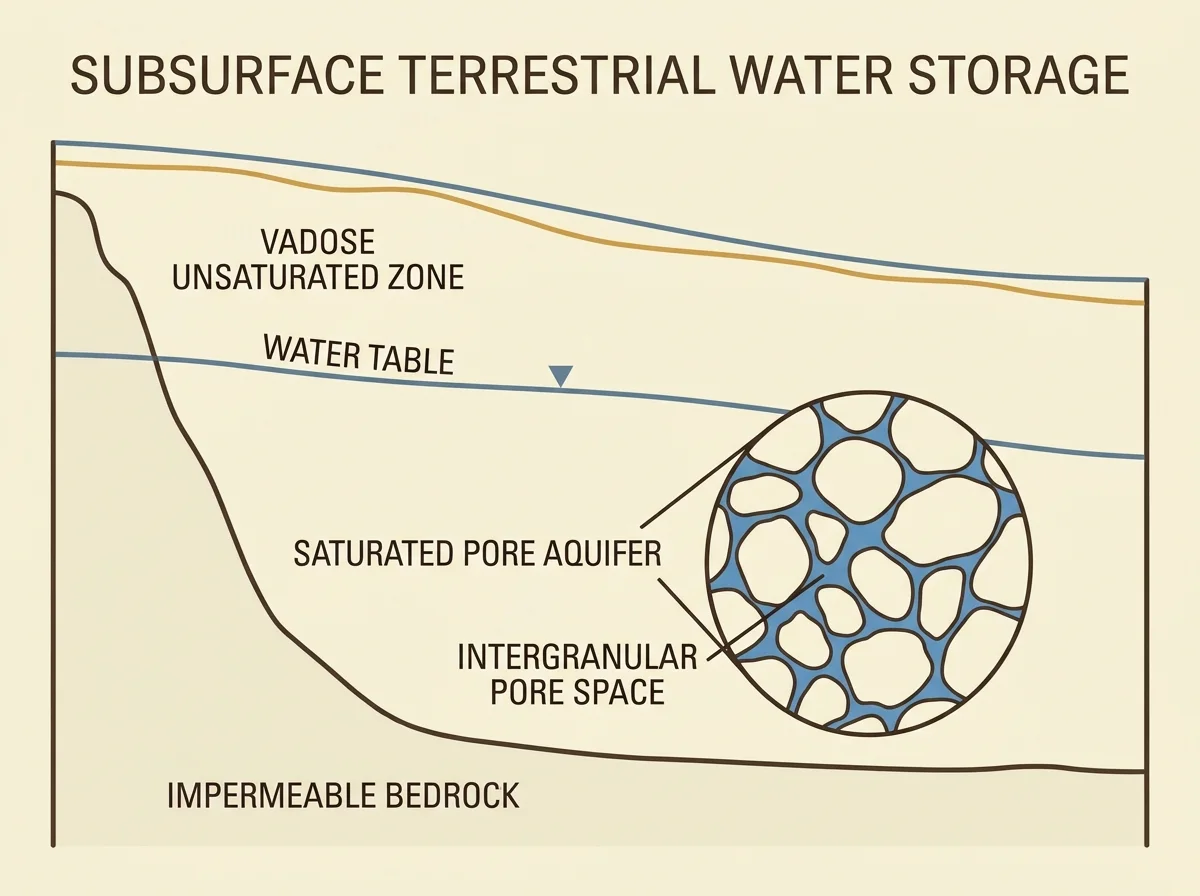 SUBSURFACE TERRESTRIAL WATER STORAGE
VADOSE
UNSATURATED ZONE
WATER TABLE
SATURATED PORE AQUIFER
INTERGRANULAR
PORE SPACE
IMPERMEABLE BEDROCK